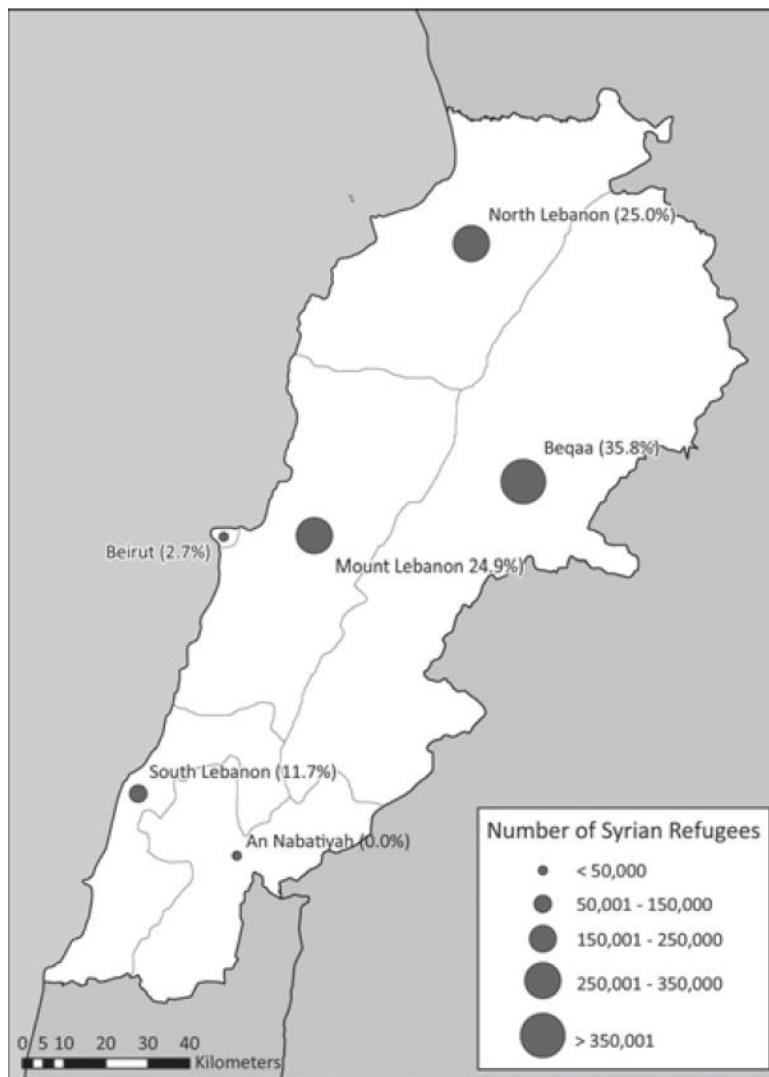 North Lebanon (25.0%)
Beqaa (35.8%)
Beirut (2.7%)
Mount Lebanon 24.9%)
South Lebanon (11.7%)
An Nabatiyah (0.0%)
Number of Syrian Refugees
< 50,000
50,001 - 150,000
150,001 - 250,000
250,001 - 350,000
> 350,001
0 5 10 20 30 40
Kilometers